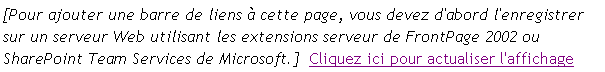 [Pour ajouter une barre de liens à cette page, vous devez d'abord l'enregistrer
sur un serveur Web utilisant les extensions serveur de FrontPage 2002 ou
SharePoint Team Services de Microsoft.] Cliquez ici pour actualiser l'affichage